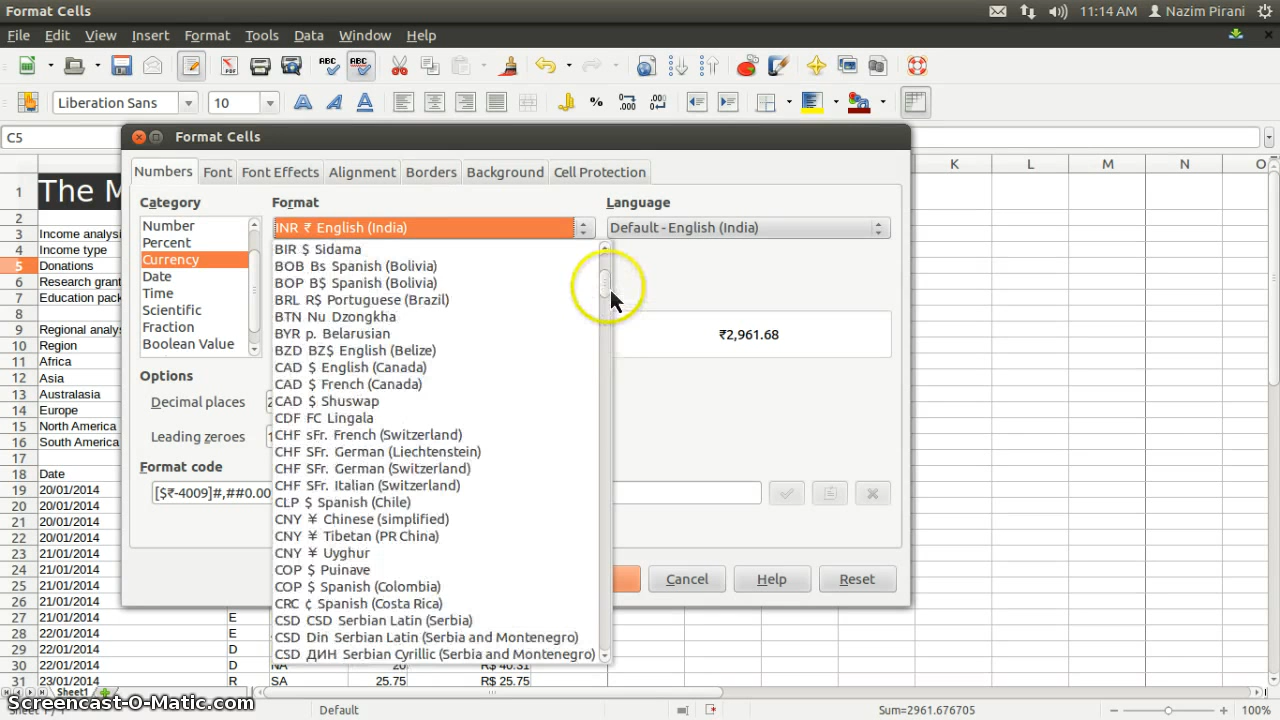 Format Cells
11:14 AM
Nazim Pirani
File Edit View Insert Format Tools Data Window Help
Liberation Sans
10
C5
Format Cells
K L M N O
Numbers Font Font Effects Alignment Borders Background Cell Protection
1 The M
2
3 Income analysi
4 Income type
5 Donations
6 Research grant
7 Education pack
8
9 Regional analys
10 Region
11 Africa
12 Asia
13 Australasia
14 Europe
15 North America
16 South America
17
18 Date
19 20/01/2014
20 20/01/2014
21 20/01/2014
22 20/01/2014
23 21/01/2014
24 21/01/2014
25 21/01/2014
26 21/01/2014
27 21/01/2014 E
28 22/01/2014 E
29 22/01/2014 D
30 22/01/2014 D NA 20. R$ 40.31
31 23/01/2014 R SA 25.75 R$ 25.75
Category
Number
Percent
Currency
Date
Time
Scientific
Fraction
Boolean Value
Options
Decimal places
2
Leading zeroes
1
Format code
[$₹-4009]#,##0.00
Format
INR ₹ English (India)
BIR $ Sidama
BOB Bs Spanish (Bolivia)
BOP B$ Spanish (Bolivia)
BRL R$ Portuguese (Brazil)
BTN Nu Dzongkha
BYR p. Belarusian
BZD BZ$ English (Belize)
CAD $ English (Canada)
CAD $ French (Canada)
CAD $ Shuswap
CDF FC Lingala
CHF sFr. French (Switzerland)
CHF SFr. German (Liechtenstein)
CHF SFr. German (Switzerland)
CHF SFr. Italian (Switzerland)
CLP $ Spanish (Chile)
CNY ¥ Chinese (simplified)
CNY ¥ Tibetan (PR China)
CNY ¥ Uyghur
COP $ Puinave
COP $ Spanish (Colombia)
CRC ₡ Spanish (Costa Rica)
CSD CSD Serbian Latin (Serbia)
CSD Din Serbian Latin (Serbia and Montenegro)
CSD ДИН Serbian Cyrillic (Serbia and Montenegro)
Language
Default - English (India)
₹2,961.68
Cancel Help Reset
Sheet1
Screencast-O-Matic.com
Default
Sum=2961.676705
100%